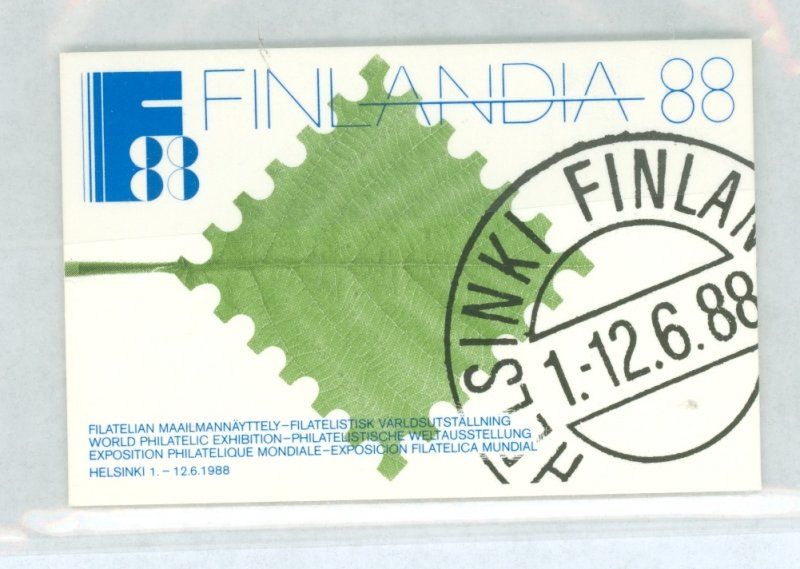 F 88
FINLANDIA 88
HELSINKI FINLAN
1.-12.6.88
FILATELIAN MAAILMANNÄYTTELY–FILATELISTISK VÄRLDSUTSTÄLLNING
WORLD PHILATELIC EXHIBITION–PHILATELISTISCHE WELTAUSSTELLUNG
EXPOSITION PHILATELIQUE MONDIALE–EXPOSICION FILATELICA MUNDIAL
HELSINKI 1. – 12.6.1988